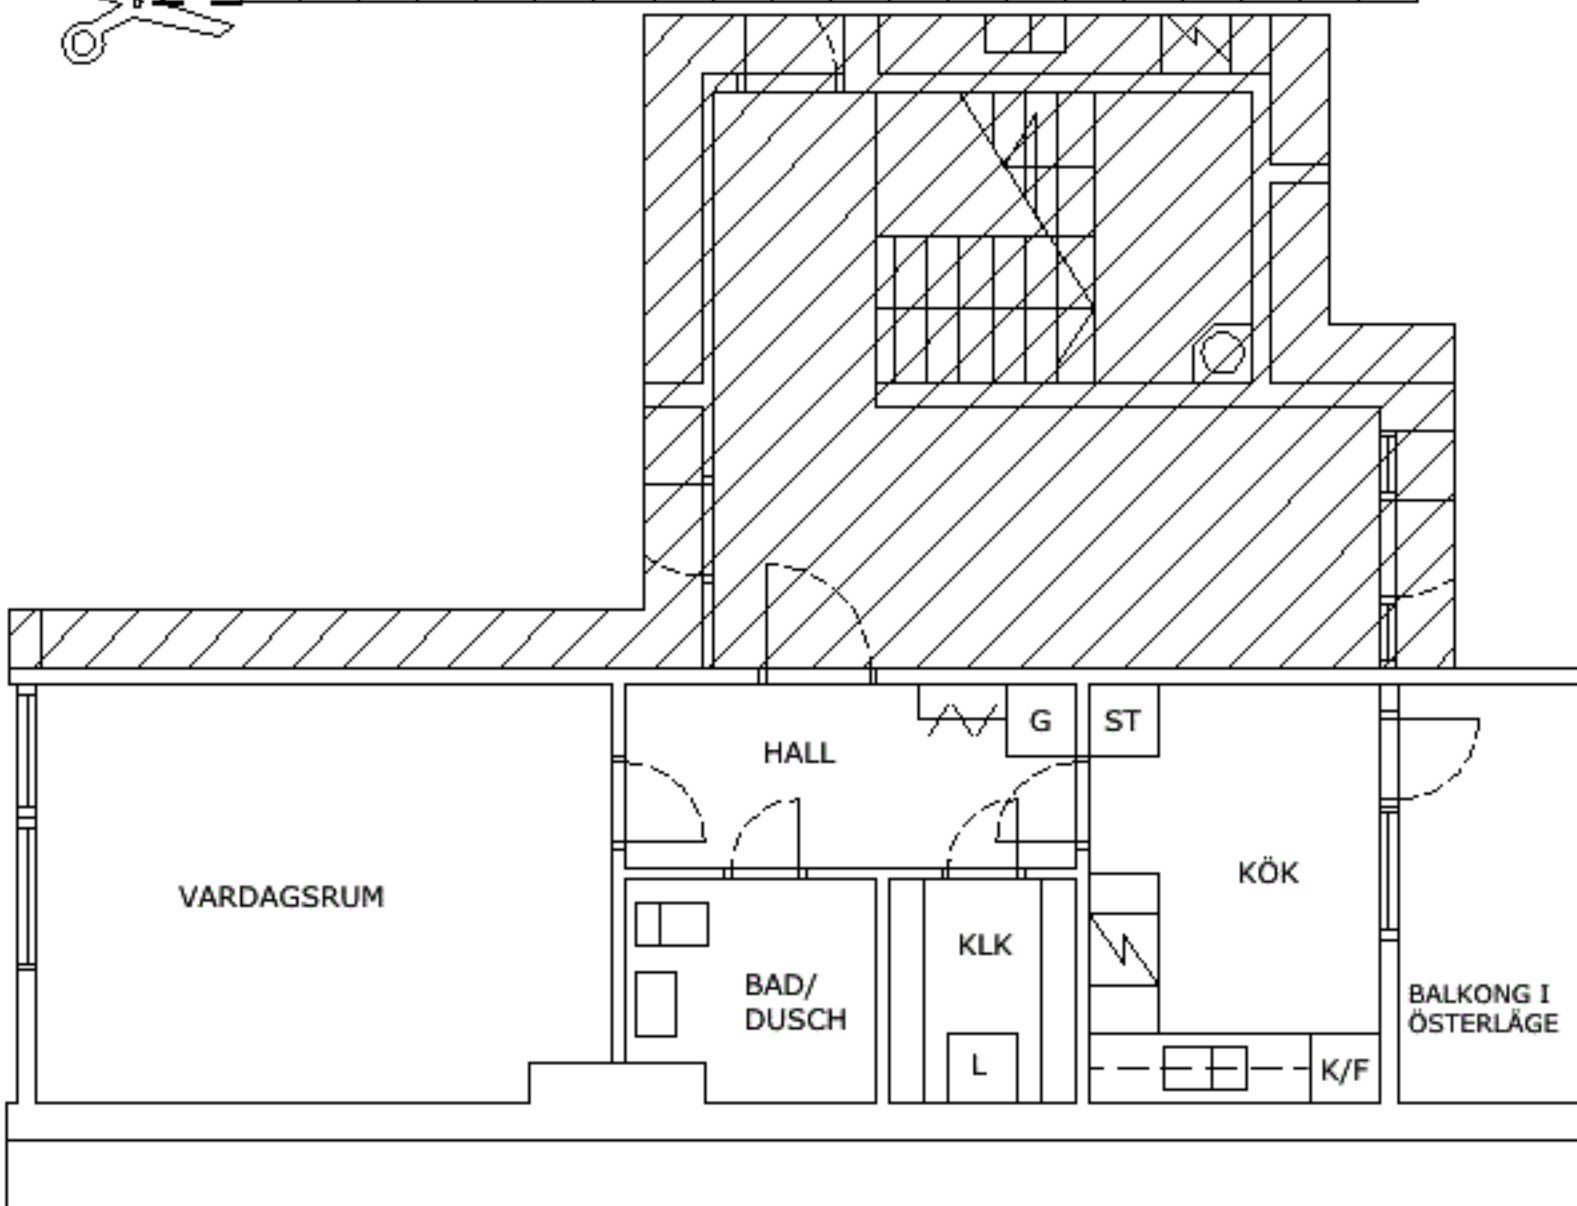 G
ST
HALL
KÖK
VARDAGSRUM
KLK
BAD/
DUSCH
BALKONG I
ÖSTERLÄGE
L
K/F